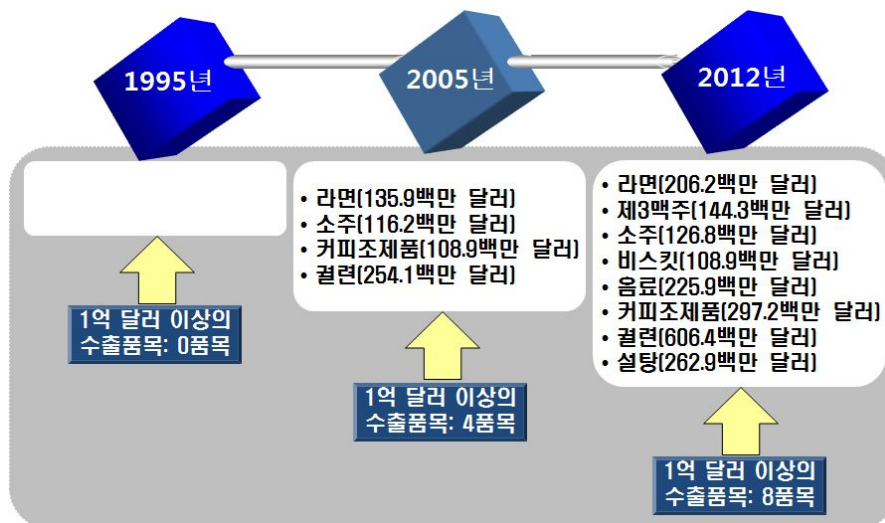 1995년
2005년
2012년
• 라면(135.9백만 달러)
• 소주(116.2백만 달러)
• 커피조제품(108.9백만 달러)
• 궐련(254.1백만 달러)
• 라면(206.2백만 달러)
• 제3맥주(144.3백만 달러)
• 소주(126.8백만 달러)
• 비스킷(108.9백만 달러)
• 음료(225.9백만 달러)
• 커피조제품(297.2백만 달러)
• 궐련(606.4백만 달러)
• 설탕(262.9백만 달러)
1억 달러 이상의
수출품목: 0품목
1억 달러 이상의
수출품목: 4품목
1억 달러 이상의
수출품목: 8품목